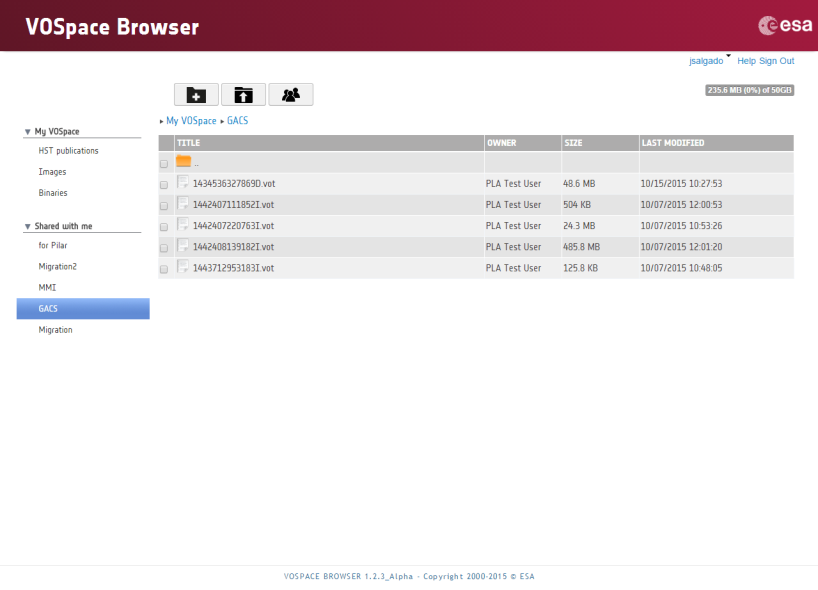 VOSpace Browser
esa
jsalgado Help Sign Out
235.6 MB (0%) of 50GB
My VOSpace GACS
My VOSpace
HST publications
Images
Binaries
Shared with me
for Pilar
Migration2
MMI
GACS
Migration
TITLE OWNER SIZE LAST MODIFIED
..
1434536327869D.vot PLA Test User 48.6 MB 10/15/2015 10:27:53
1442407111852I.vot PLA Test User 504 KB 10/07/2015 12:00:53
1442407220763I.vot PLA Test User 24.3 MB 10/07/2015 10:53:26
1442408139182I.vot PLA Test User 485.8 MB 10/07/2015 12:01:20
1443712953183I.vot PLA Test User 125.8 KB 10/07/2015 10:48:05
VOSPACE BROWSER 1.2.3_Alpha - Copyright 2000-2015 © ESA